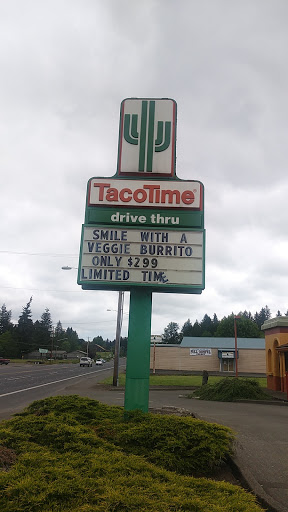 TacoTime
drive thru
SMILE WITH A
VEGGIE BURRITO
ONLY $299
LIMITED TIME